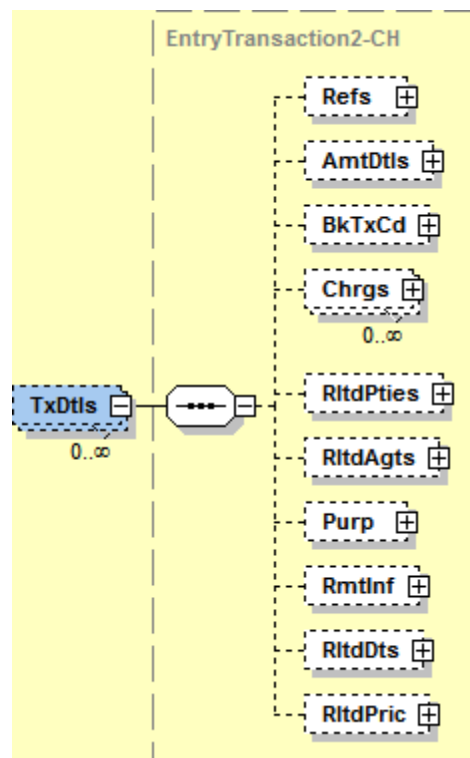 EntryTransaction2-CH
Refs
AmtDtls
BkTxCd
Chrgs
0..∞
TxDtls
0..∞
RltdPties
RltdAgts
Purp
RmtInf
RltdDts
RltdPric